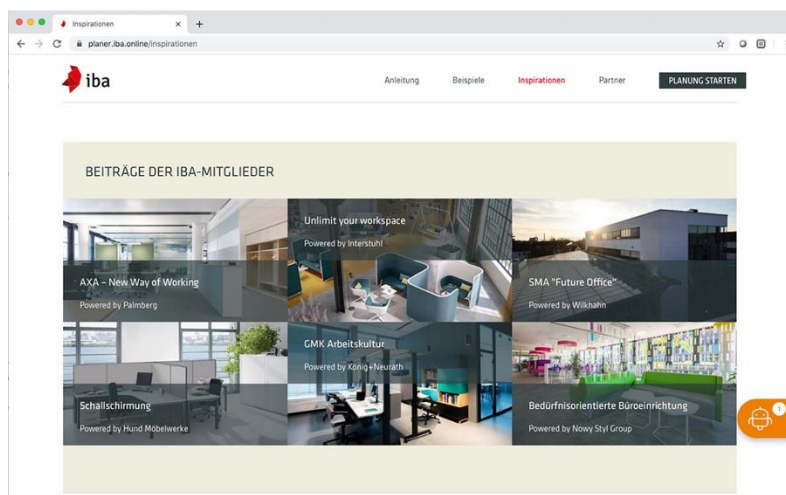 Inspirationen
planer.iba.online/inspirationen
iba
Anleitung Beispiele Inspirationen Partner PLANUNG STARTEN
BEITRÄGE DER IBA-MITGLIEDER
AXA – New Way of Working
Powered by Palmberg
Unlimit your workspace
Powered by Interstuhl
SMA "Future Office"
Powered by Wilkhahn
Schallschirmung
Powered by Hund Möbelwerke
GMK Arbeitskultur
Powered by König+Neurath
Bedürfnisorientierte Büroeinrichtung
Powered by Nowy Styl Group
1